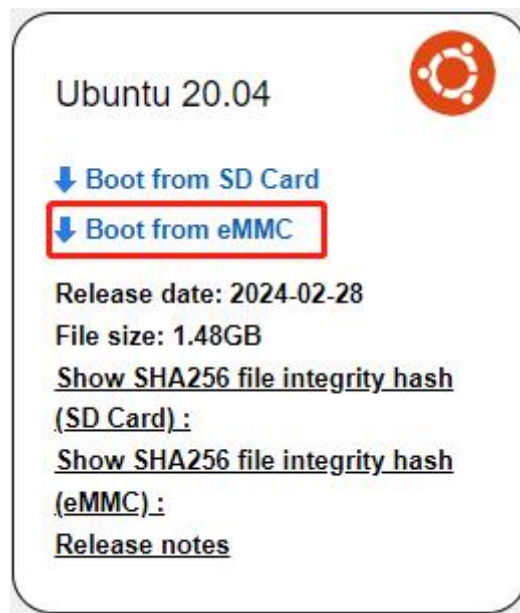 Ubuntu 20.04
Boot from SD Card
Boot from eMMC
Release date: 2024-02-28
File size: 1.48GB
Show SHA256 file integrity hash
(SD Card) :
Show SHA256 file integrity hash
(eMMC) :
Release notes